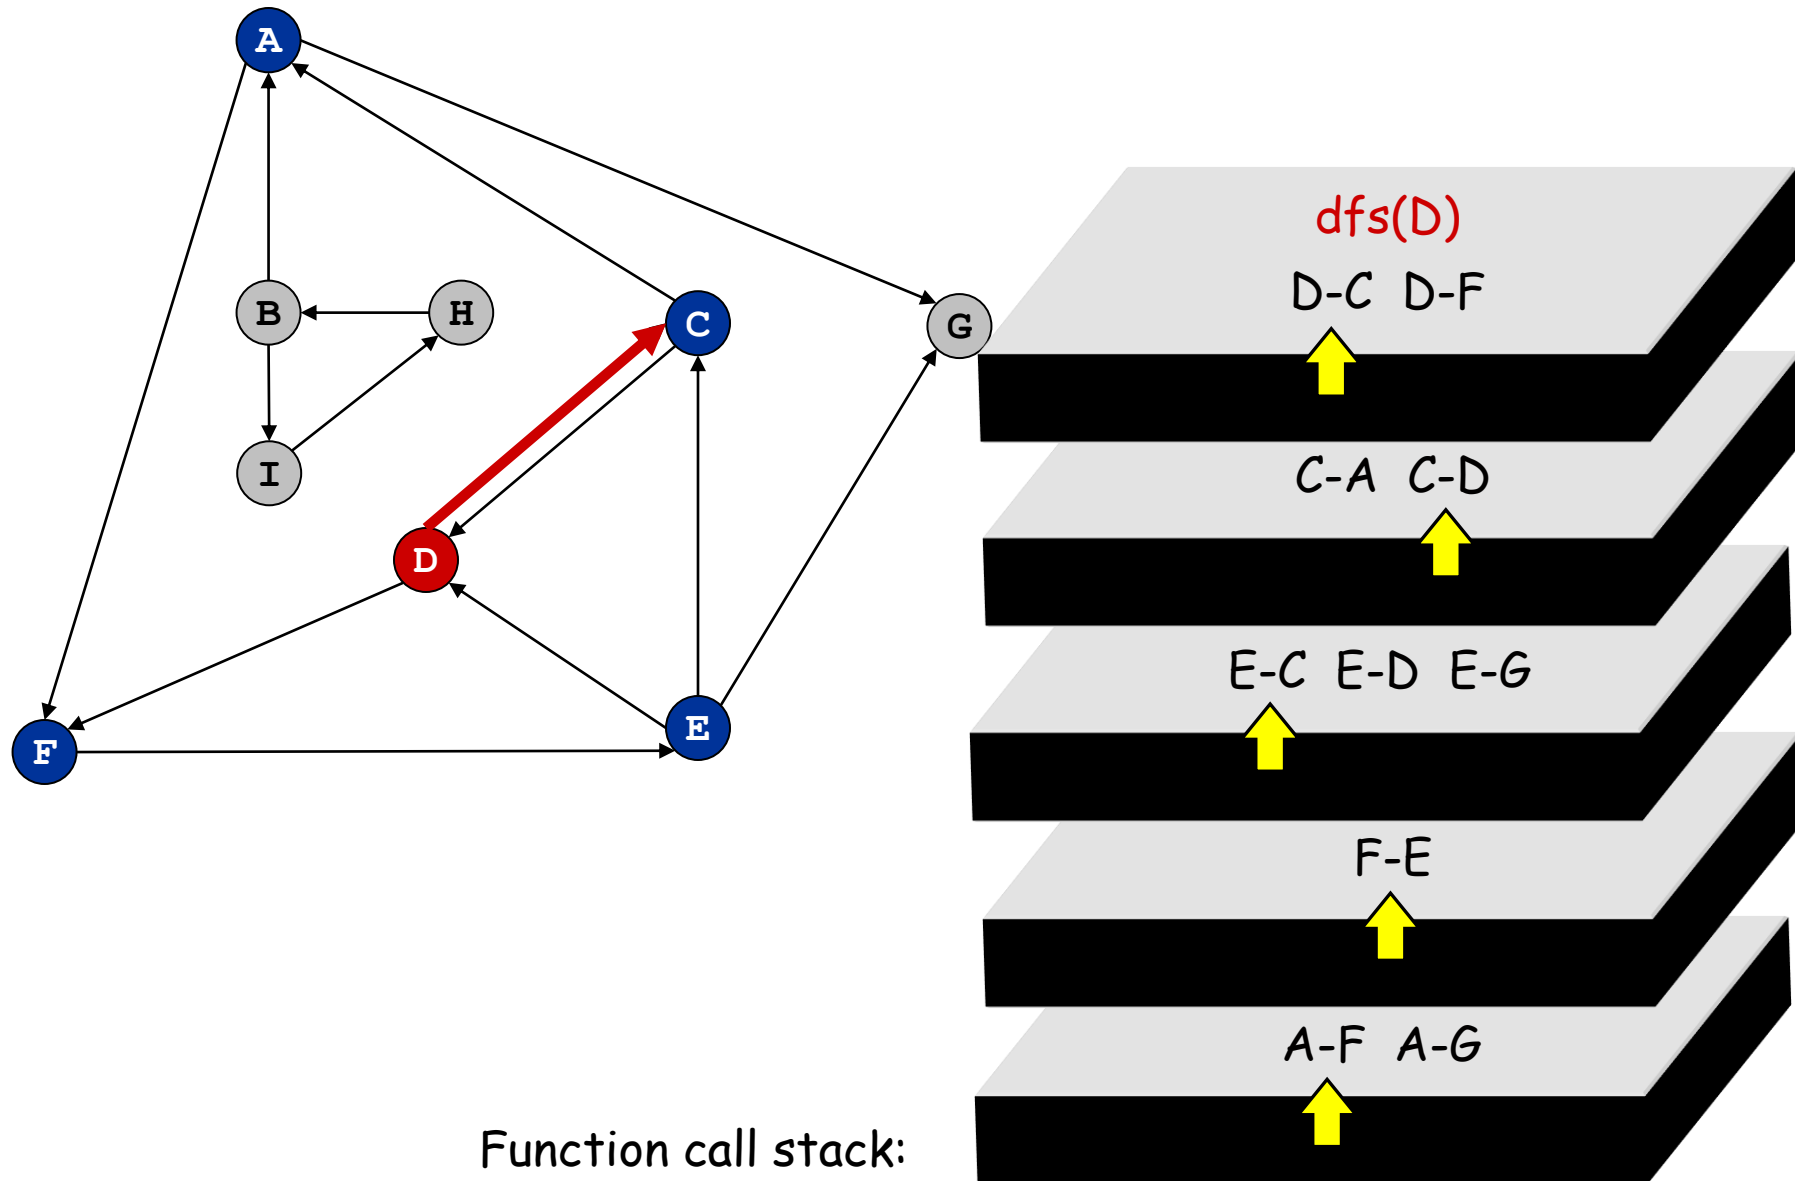 A
B
H
C
G
I
D
F
E
dfs(D)
D-C D-F
C-A C-D
E-C E-D E-G
F-E
A-F A-G
Function call stack: